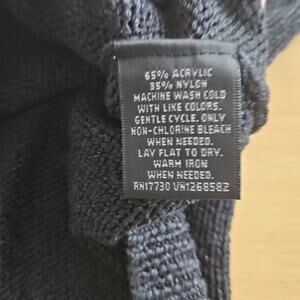 65% ACRYLIC
35% NYLON
MACHINE WASH COLD
WITH LIKE COLORS.
GENTLE CYCLE. ONLY
NON-CHLORINE BLEACH
WHEN NEEDED.
LAY FLAT TO DRY.
WARM IRON
WHEN NEEDED.
RN17730 VN1268582